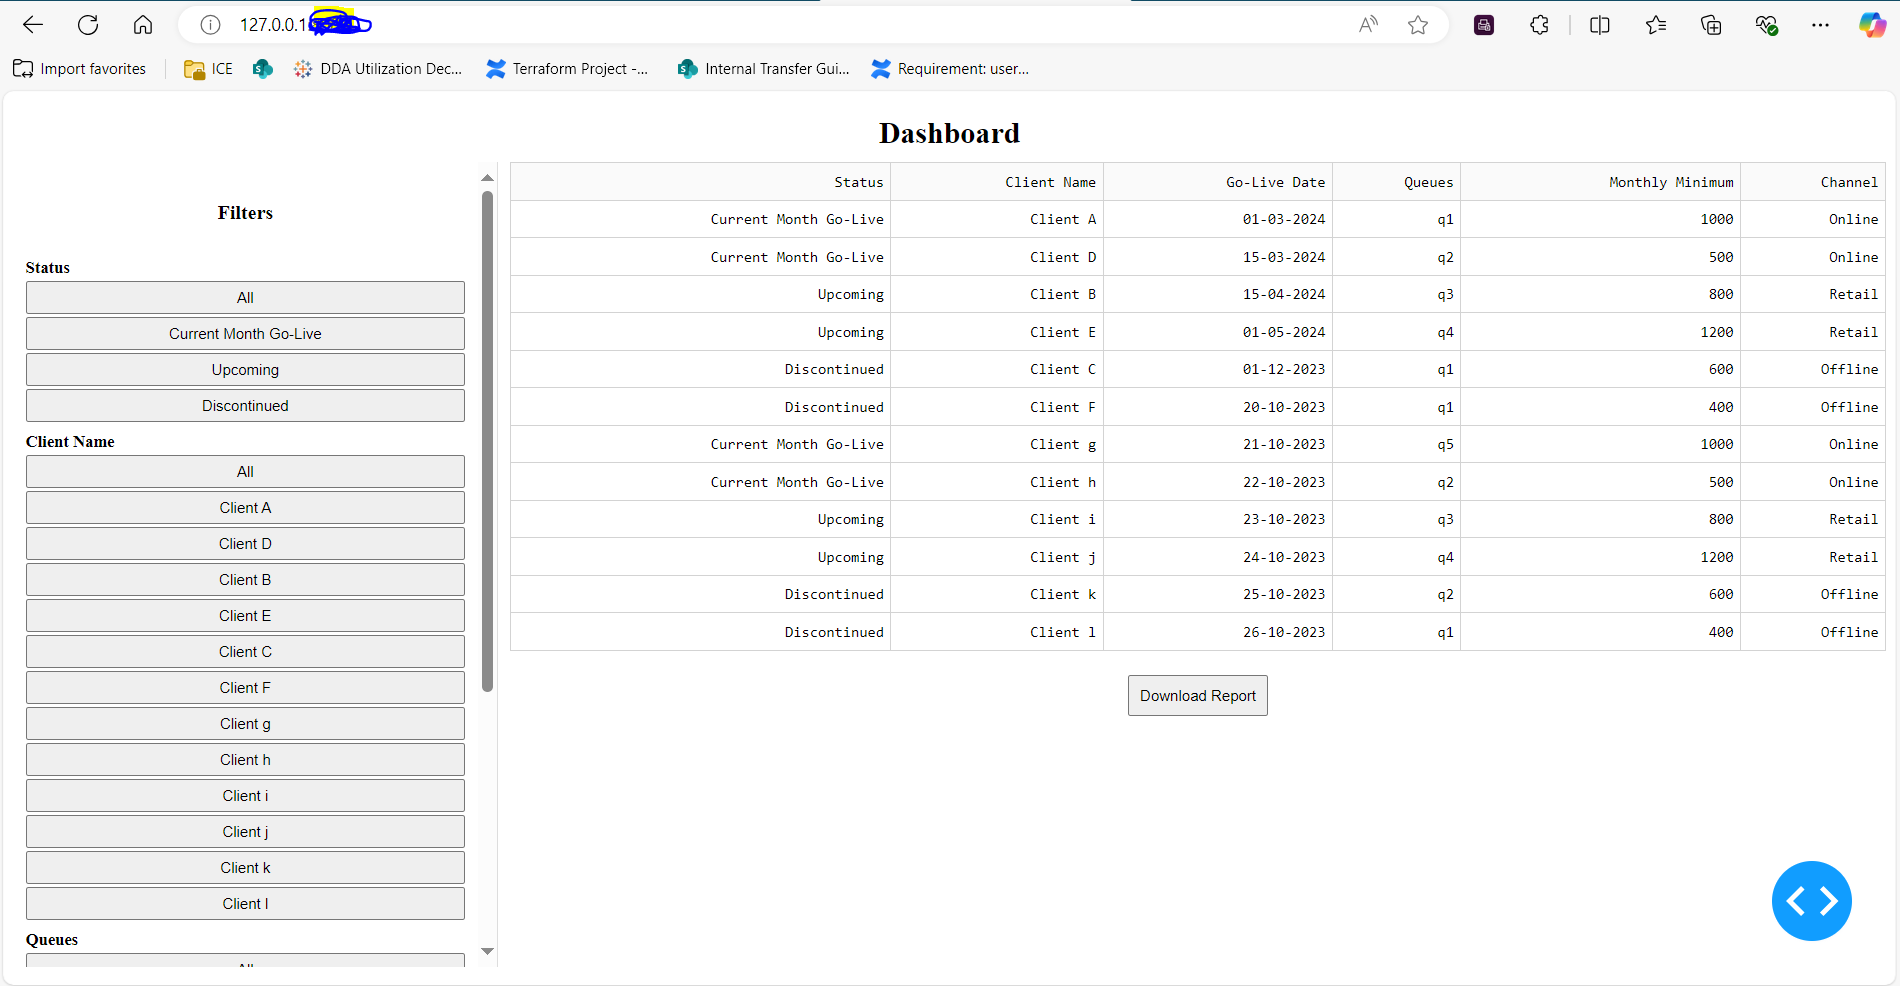 127.0.0.1
Import favorites ICE DDA Utilization Dec... Terraform Project -... Internal Transfer Gui... Requirement: user...
Dashboard
Filters
Status
All
Current Month Go-Live
Upcoming
Discontinued
Client Name
All
Client A
Client D
Client B
Client E
Client C
Client F
Client g
Client h
Client i
Client j
Client k
Client l
Queues
All
Status Client Name Go-Live Date Queues Monthly Minimum Channel
Current Month Go-Live Client A 01-03-2024 q1 1000 Online
Current Month Go-Live Client D 15-03-2024 q2 500 Online
Upcoming Client B 15-04-2024 q3 800 Retail
Upcoming Client E 01-05-2024 q4 1200 Retail
Discontinued Client C 01-12-2023 q1 600 Offline
Discontinued Client F 20-10-2023 q1 400 Offline
Current Month Go-Live Client g 21-10-2023 q5 1000 Online
Current Month Go-Live Client h 22-10-2023 q2 500 Online
Upcoming Client i 23-10-2023 q3 800 Retail
Upcoming Client j 24-10-2023 q4 1200 Retail
Discontinued Client k 25-10-2023 q2 600 Offline
Discontinued Client l 26-10-2023 q1 400 Offline
Download Report